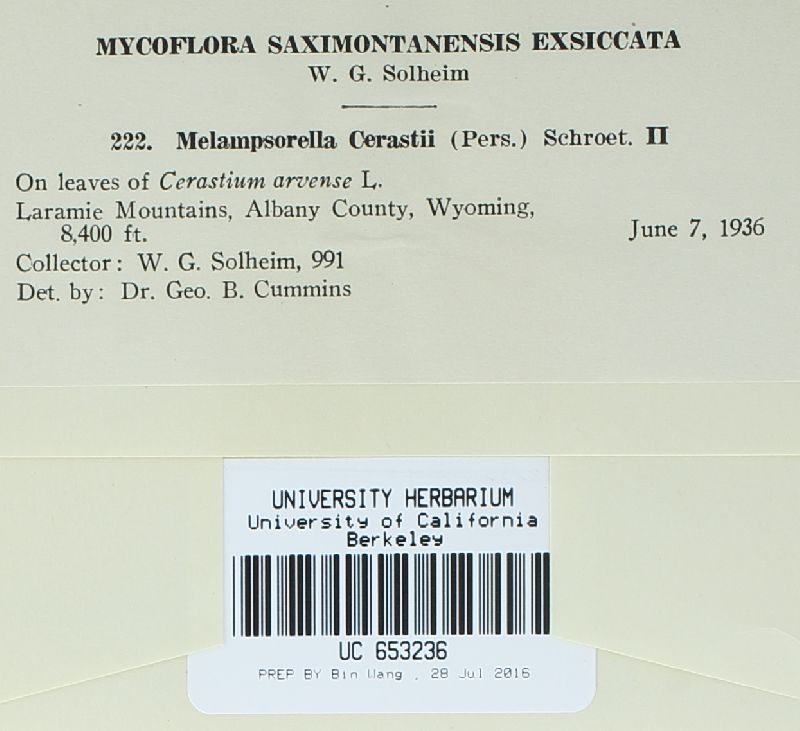 MYCOFLORA SAXIMONTANENSIS EXSICCATA
W. G. Solheim
222. Melampsorella Cerastii (Pers.) Schroet. II
On leaves of Cerastium arvense L.
Laramie Mountains, Albany County, Wyoming,
8,400 ft. June 7, 1936
Collector: W. G. Solheim, 991
Det. by: Dr. Geo. B. Cummins
UNIVERSITY HERBARIUM
University of California
Berkeley
UC 653236
PREP BY Bin Wang , 28 Jul 2016